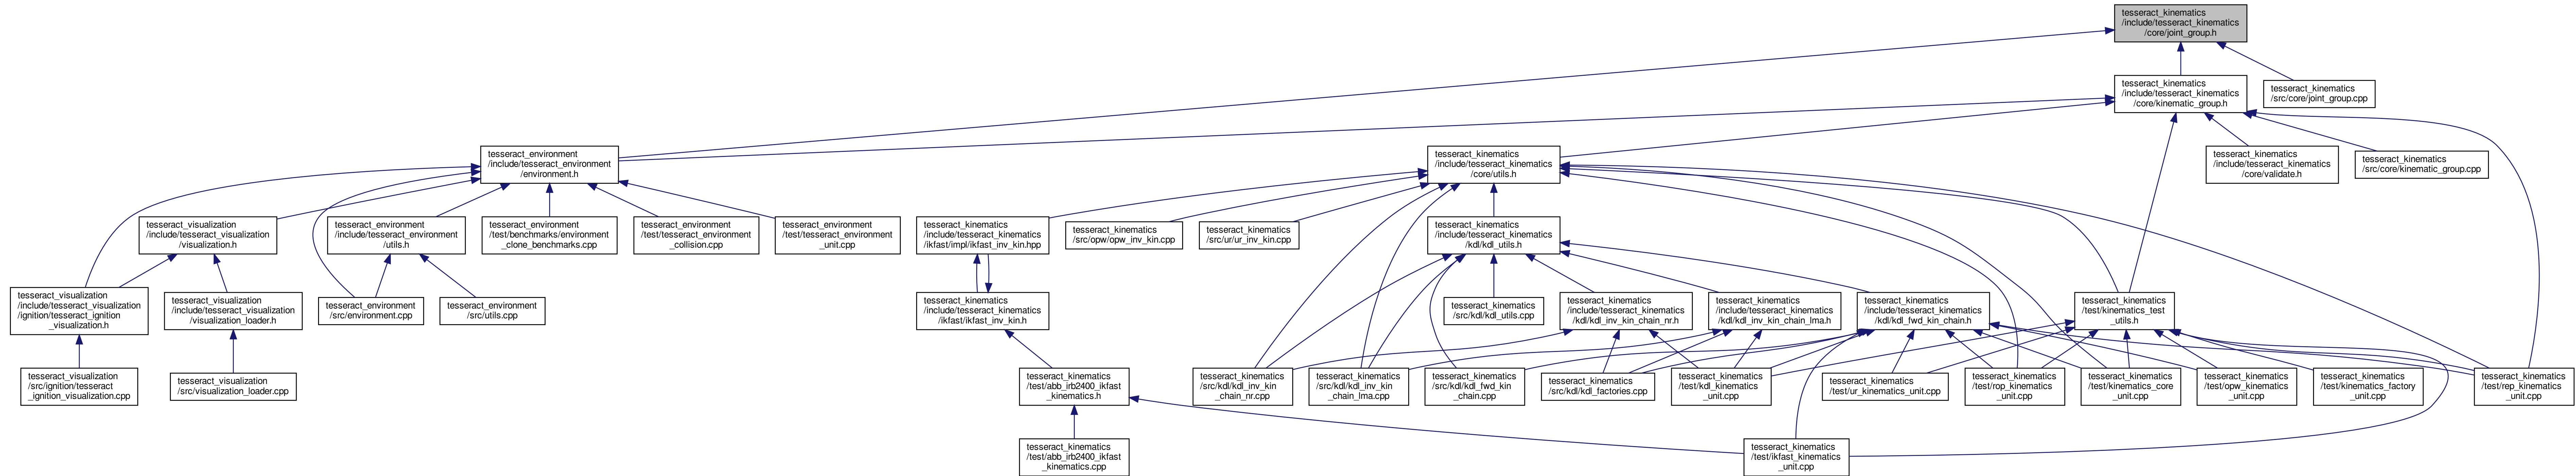 tesseract_kinematics
/include/tesseract_kinematics
/core/joint_group.h
tesseract_kinematics
/include/tesseract_kinematics
/core/kinematic_group.h
tesseract_kinematics
/src/core/joint_group.cpp
tesseract_environment
/include/tesseract_environment
/environment.h
tesseract_kinematics
/include/tesseract_kinematics
/core/utils.h
tesseract_kinematics
/include/tesseract_kinematics
/core/validate.h
tesseract_kinematics
/src/core/kinematic_group.cpp
tesseract_visualization
/include/tesseract_visualization
/visualization.h
tesseract_environment
/include/tesseract_environment
/utils.h
tesseract_environment
/test/benchmarks/environment
_clone_benchmarks.cpp
tesseract_environment
/test/tesseract_environment
_collision.cpp
tesseract_environment
/test/tesseract_environment
_unit.cpp
tesseract_kinematics
/include/tesseract_kinematics
/ikfast/impl/ikfast_inv_kin.hpp
tesseract_kinematics
/src/opw/opw_inv_kin.cpp
tesseract_kinematics
/src/ur/ur_inv_kin.cpp
tesseract_kinematics
/include/tesseract_kinematics
/kdl/kdl_utils.h
tesseract_visualization
/include/tesseract_visualization
/ignition/tesseract_ignition
_visualization.h
tesseract_visualization
/include/tesseract_visualization
/visualization_loader.h
tesseract_environment
/src/environment.cpp
tesseract_environment
/src/utils.cpp
tesseract_kinematics
/include/tesseract_kinematics
/ikfast/ikfast_inv_kin.h
tesseract_kinematics
/src/kdl/kdl_utils.cpp
tesseract_kinematics
/include/tesseract_kinematics
/kdl/kdl_inv_kin_chain_nr.h
tesseract_kinematics
/include/tesseract_kinematics
/kdl/kdl_inv_kin_chain_lma.h
tesseract_kinematics
/include/tesseract_kinematics
/kdl/kdl_fwd_kin_chain.h
tesseract_kinematics
/test/kinematics_test
_utils.h
tesseract_visualization
/src/ignition/tesseract
_ignition_visualization.cpp
tesseract_visualization
/src/visualization_loader.cpp
tesseract_kinematics
/test/abb_irb2400_ikfast
_kinematics.h
tesseract_kinematics
/src/kdl/kdl_inv_kin
_chain_nr.cpp
tesseract_kinematics
/src/kdl/kdl_inv_kin
_chain_lma.cpp
tesseract_kinematics
/src/kdl/kdl_fwd_kin
_chain.cpp
tesseract_kinematics
/src/kdl/kdl_factories.cpp
tesseract_kinematics
/test/kdl_kinematics
_unit.cpp
tesseract_kinematics
/test/ur_kinematics_unit.cpp
tesseract_kinematics
/test/rop_kinematics
_unit.cpp
tesseract_kinematics
/test/kinematics_core
_unit.cpp
tesseract_kinematics
/test/opw_kinematics
_unit.cpp
tesseract_kinematics
/test/kinematics_factory
_unit.cpp
tesseract_kinematics
/test/rep_kinematics
_unit.cpp
tesseract_kinematics
/test/abb_irb2400_ikfast
_kinematics.cpp
tesseract_kinematics
/test/ikfast_kinematics
_unit.cpp